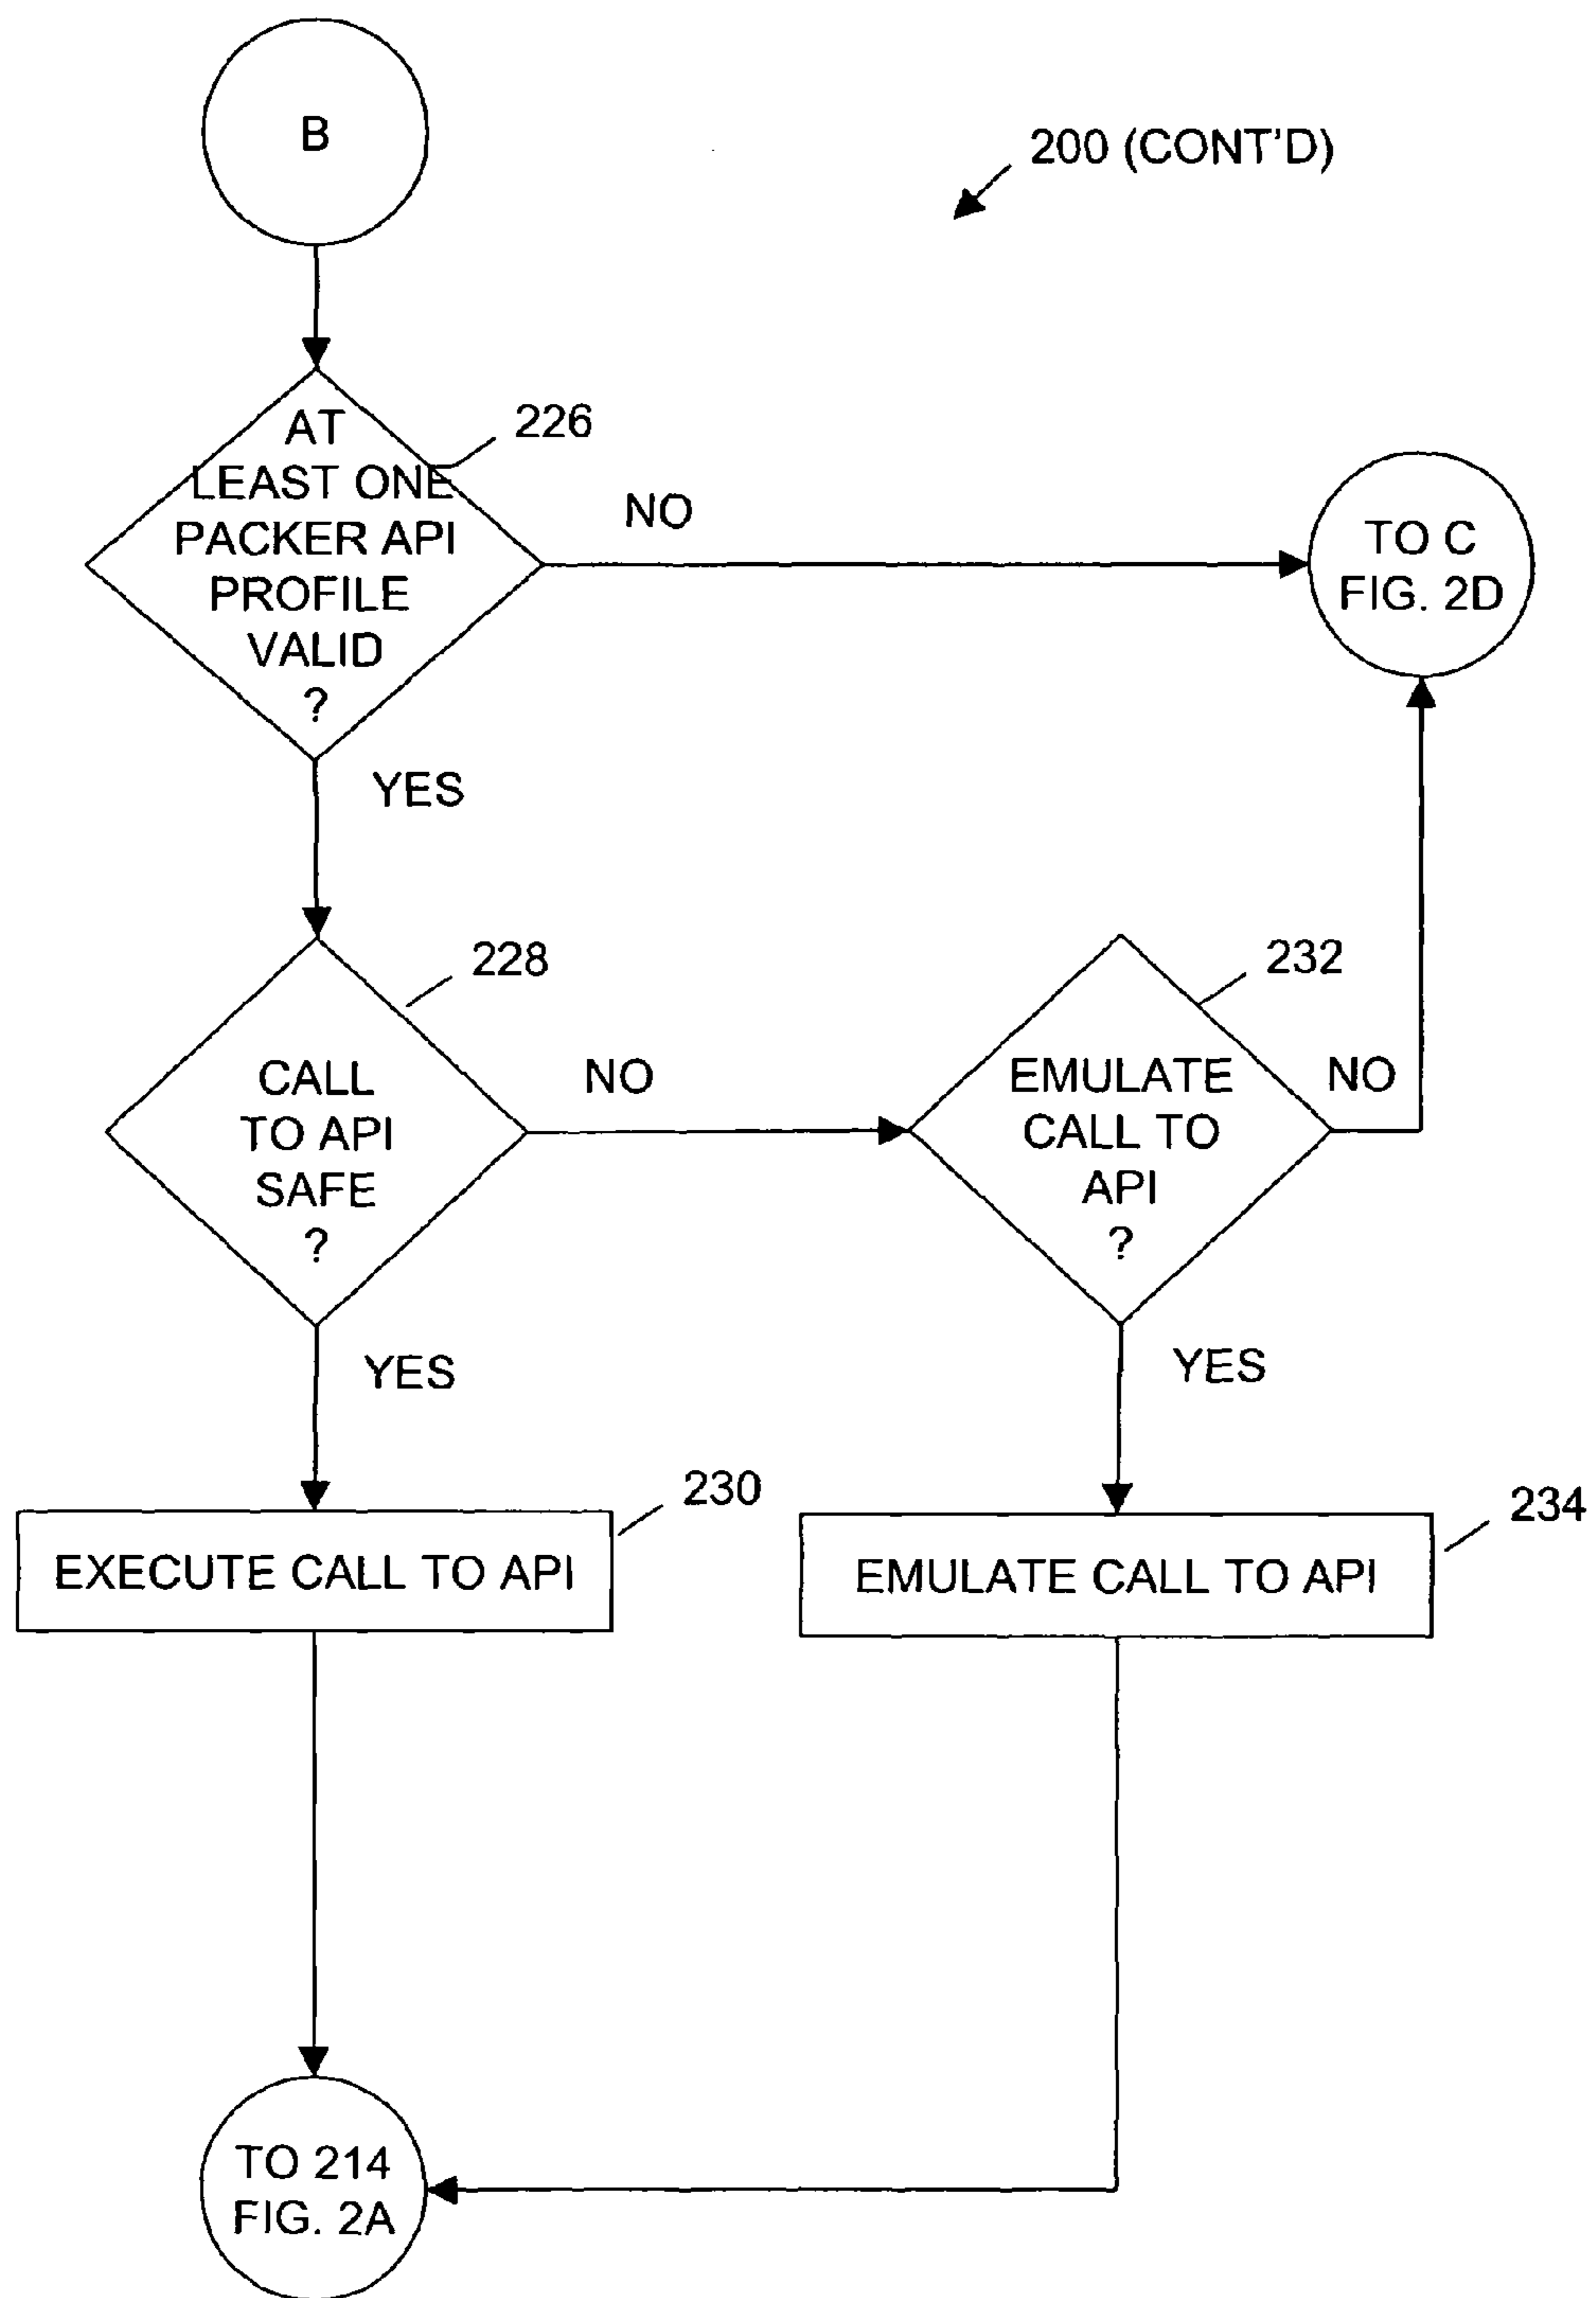 B
200 (CONT'D)
AT
LEAST ONE
PACKER API
PROFILE
VALID
?
226
NO
TO C
FIG. 2D
YES
228
CALL
TO API
SAFE
?
NO
232
EMULATE
CALL TO
API
?
NO
YES
YES
230
EXECUTE CALL TO API
234
EMULATE CALL TO API
TO 214
FIG. 2A